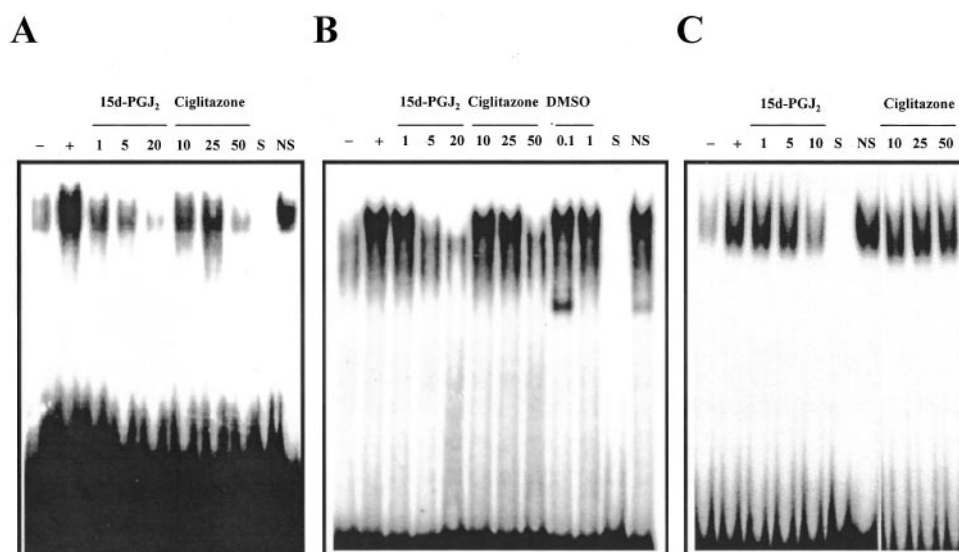 A
15d-PGJ₂ Ciglitazone
– + 1 5 20 10 25 50 S NS
B
15d-PGJ₂ Ciglitazone DMSO
– + 1 5 20 10 25 50 0.1 1 S NS
C
15d-PGJ₂ Ciglitazone
– + 1 5 10 S NS 10 25 50